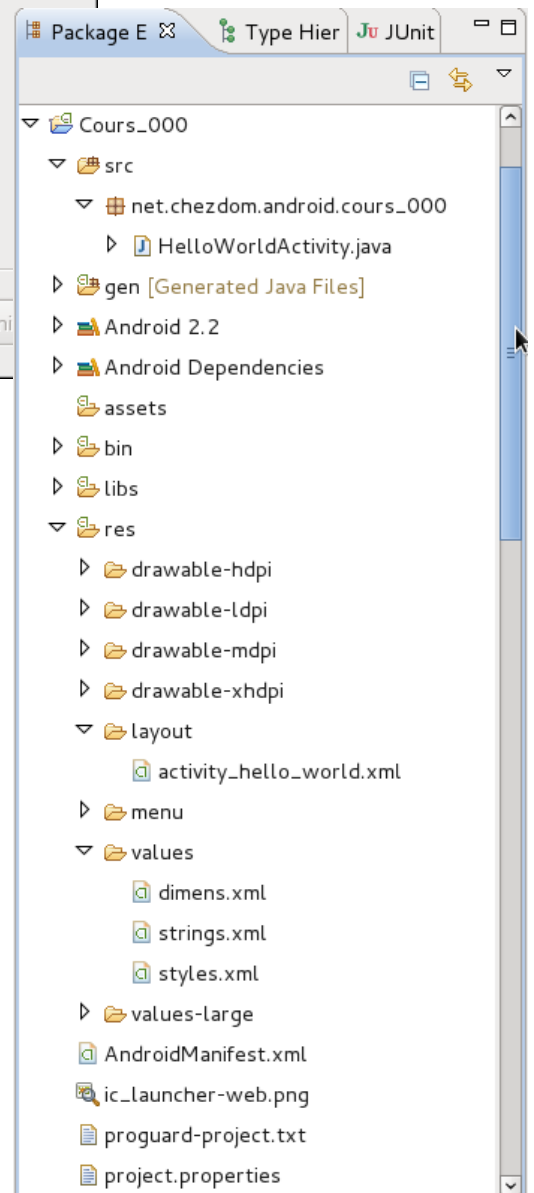 Package E Type Hier JUnit
Cours_000
src
net.chezdom.android.cours_000
HelloWorldActivity.java
gen [Generated Java Files]
Android 2.2
Android Dependencies
assets
bin
libs
res
drawable-hdpi
drawable-ldpi
drawable-mdpi
drawable-xhdpi
layout
activity_hello_world.xml
menu
values
dimens.xml
strings.xml
styles.xml
values-large
AndroidManifest.xml
ic_launcher-web.png
proguard-project.txt
project.properties